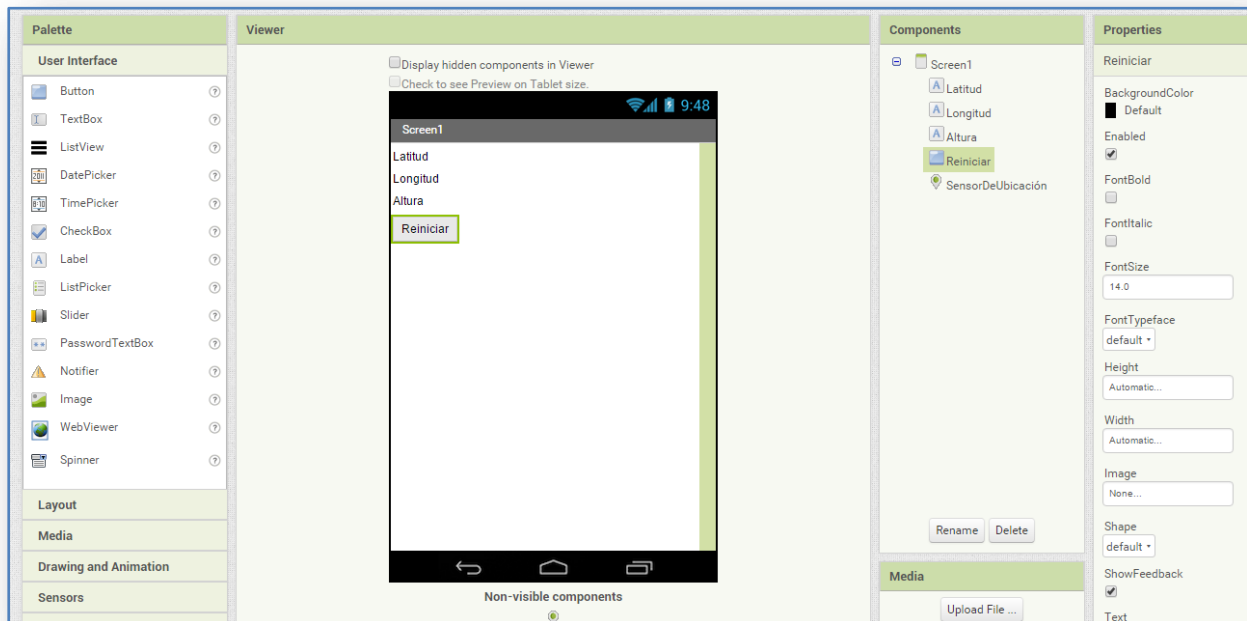 Palette
User Interface
Button
TextBox
ListView
DatePicker
TimePicker
CheckBox
Label
ListPicker
Slider
PasswordTextBox
Notifier
Image
WebViewer
Spinner
Layout
Media
Drawing and Animation
Sensors
Viewer
Display hidden components in Viewer
Check to see Preview on Tablet size.
9:48
Screen1
Latitud
Longitud
Altura
Reiniciar
Non-visible components
Components
Screen1
Latitud
Longitud
Altura
Reiniciar
SensorDeUbicación
Rename Delete
Media
Upload File ...
Properties
Reiniciar
BackgroundColor
Default
Enabled
FontBold
FontItalic
FontSize
14.0
FontTypeface
default
Height
Automatic...
Width
Automatic...
Image
None...
Shape
default
ShowFeedback
Text